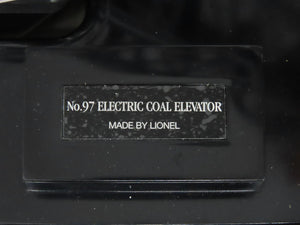 No.97 ELECTRIC COAL ELEVATOR
MADE BY LIONEL